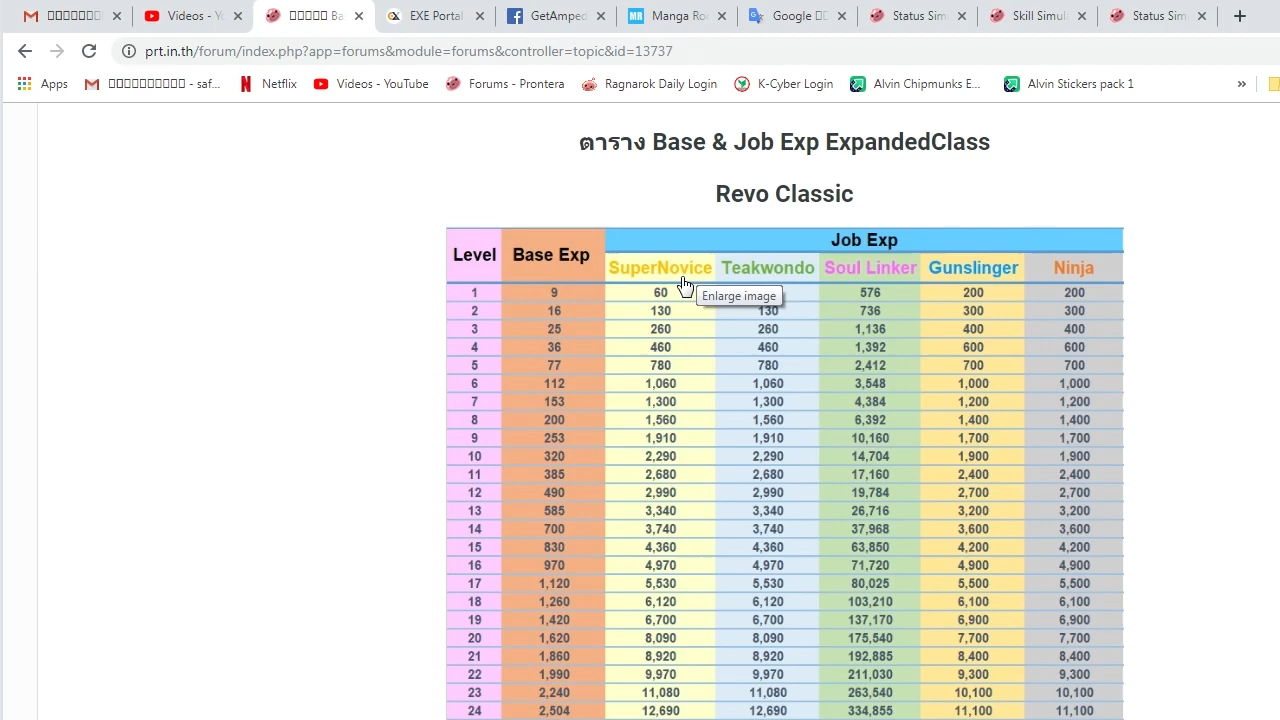 Videos - Y
Ba
EXE Portal
GetAmped
Manga Ro
Google
Status Sim
Skill Simul
Status Sim
prt.in.th/forum/index.php?app=forums&module=forums&controller=topic&id=13737
Apps
- saf...
Netflix
Videos - YouTube
Forums - Prontera
Ragnarok Daily Login
K-Cyber Login
Alvin Chipmunks E...
Alvin Stickers pack 1
»
ตาราง Base & Job Exp ExpandedClass
Revo Classic
Job Exp
Level Base Exp SuperNovice Teakwondo Soul Linker Gunslinger Ninja
Enlarge image
1 9 60 576 200 200
2 16 130 130 736 300 300
3 25 260 260 1,136 400 400
4 36 460 460 1,392 600 600
5 77 780 780 2,412 700 700
6 112 1,060 1,060 3,548 1,000 1,000
7 153 1,300 1,300 4,384 1,200 1,200
8 200 1,560 1,560 6,392 1,400 1,400
9 253 1,910 1,910 10,160 1,700 1,700
10 320 2,290 2,290 14,704 1,900 1,900
11 385 2,680 2,680 17,160 2,400 2,400
12 490 2,990 2,990 19,784 2,700 2,700
13 585 3,340 3,340 26,716 3,200 3,200
14 700 3,740 3,740 37,968 3,600 3,600
15 830 4,360 4,360 63,850 4,200 4,200
16 970 4,970 4,970 71,720 4,900 4,900
17 1,120 5,530 5,530 80,025 5,500 5,500
18 1,260 6,120 6,120 103,210 6,100 6,100
19 1,420 6,700 6,700 137,170 6,900 6,900
20 1,620 8,090 8,090 175,540 7,700 7,700
21 1,860 8,920 8,920 192,885 8,400 8,400
22 1,990 9,970 9,970 211,030 9,300 9,300
23 2,240 11,080 11,080 263,540 10,100 10,100
24 2,504 12,690 12,690 334,855 11,100 11,100